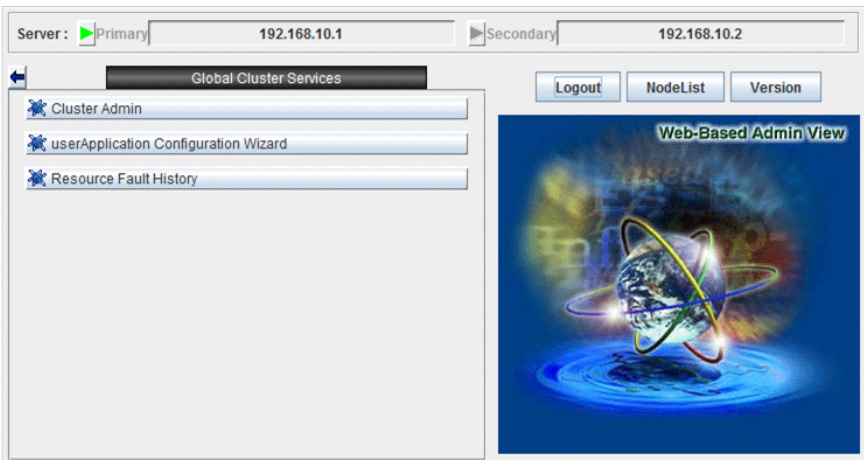 Server : Primary 192.168.10.1 Secondary 192.168.10.2
Global Cluster Services
Logout NodeList Version
Cluster Admin
userApplication Configuration Wizard
Resource Fault History
Web-Based Admin View